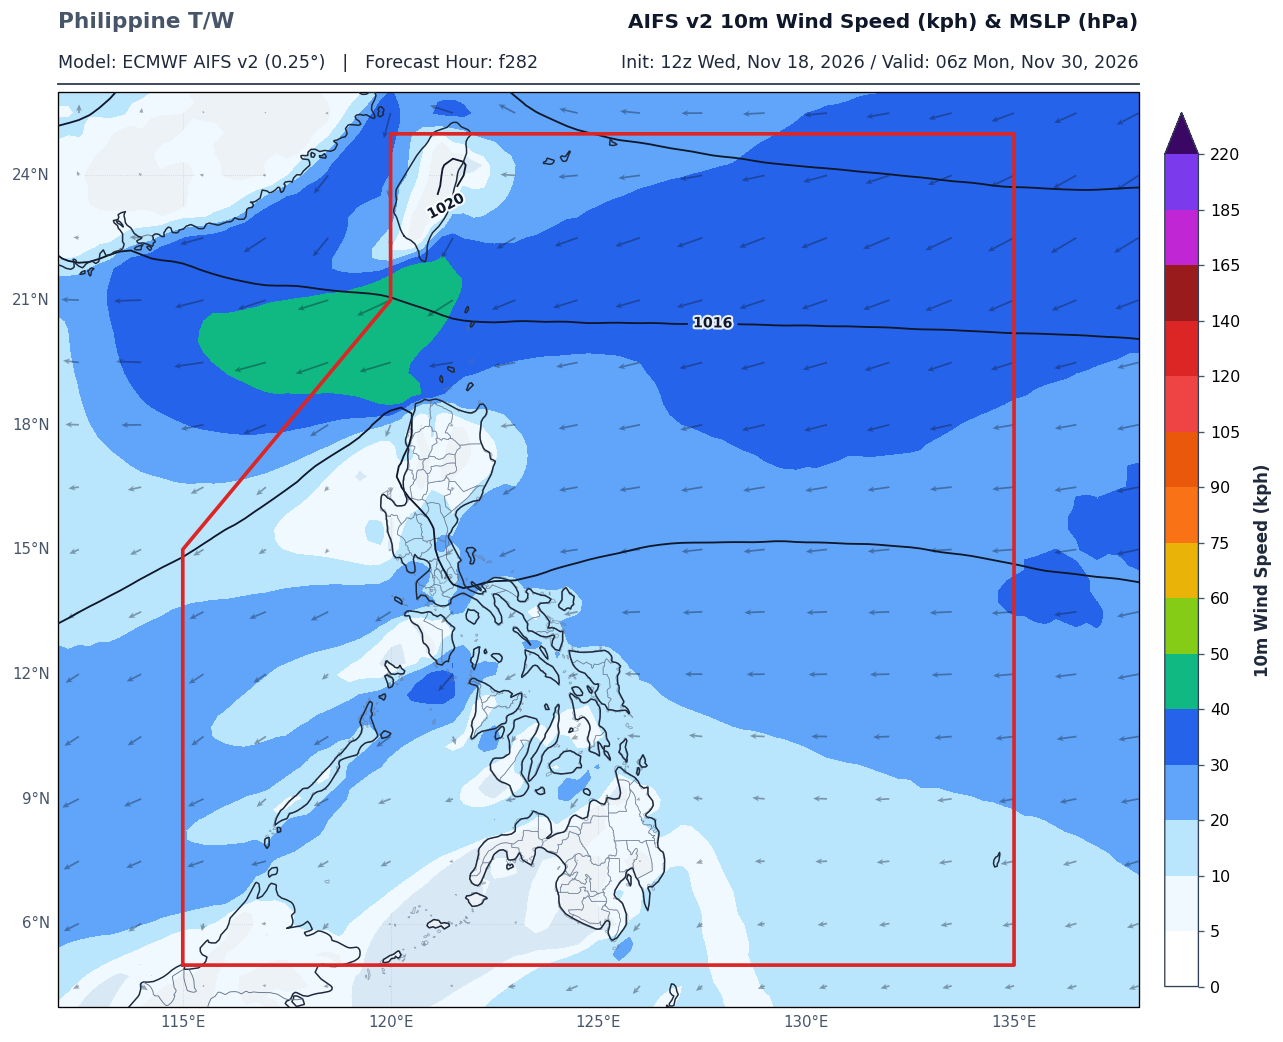 Philippine T/W
AIFS v2 10m Wind Speed (kph) & MSLP (hPa)
Model: ECMWF AIFS v2 (0.25°) | Forecast Hour: f282
Init: 12z Wed, Nov 18, 2026 / Valid: 06z Mon, Nov 30, 2026
24°N
21°N
18°N
15°N
12°N
9°N
6°N
1020
1016
115°E
120°E
125°E
130°E
135°E
220
185
165
140
120
105
90
75
60
50
40
30
20
10
5
0
10m Wind Speed (kph)